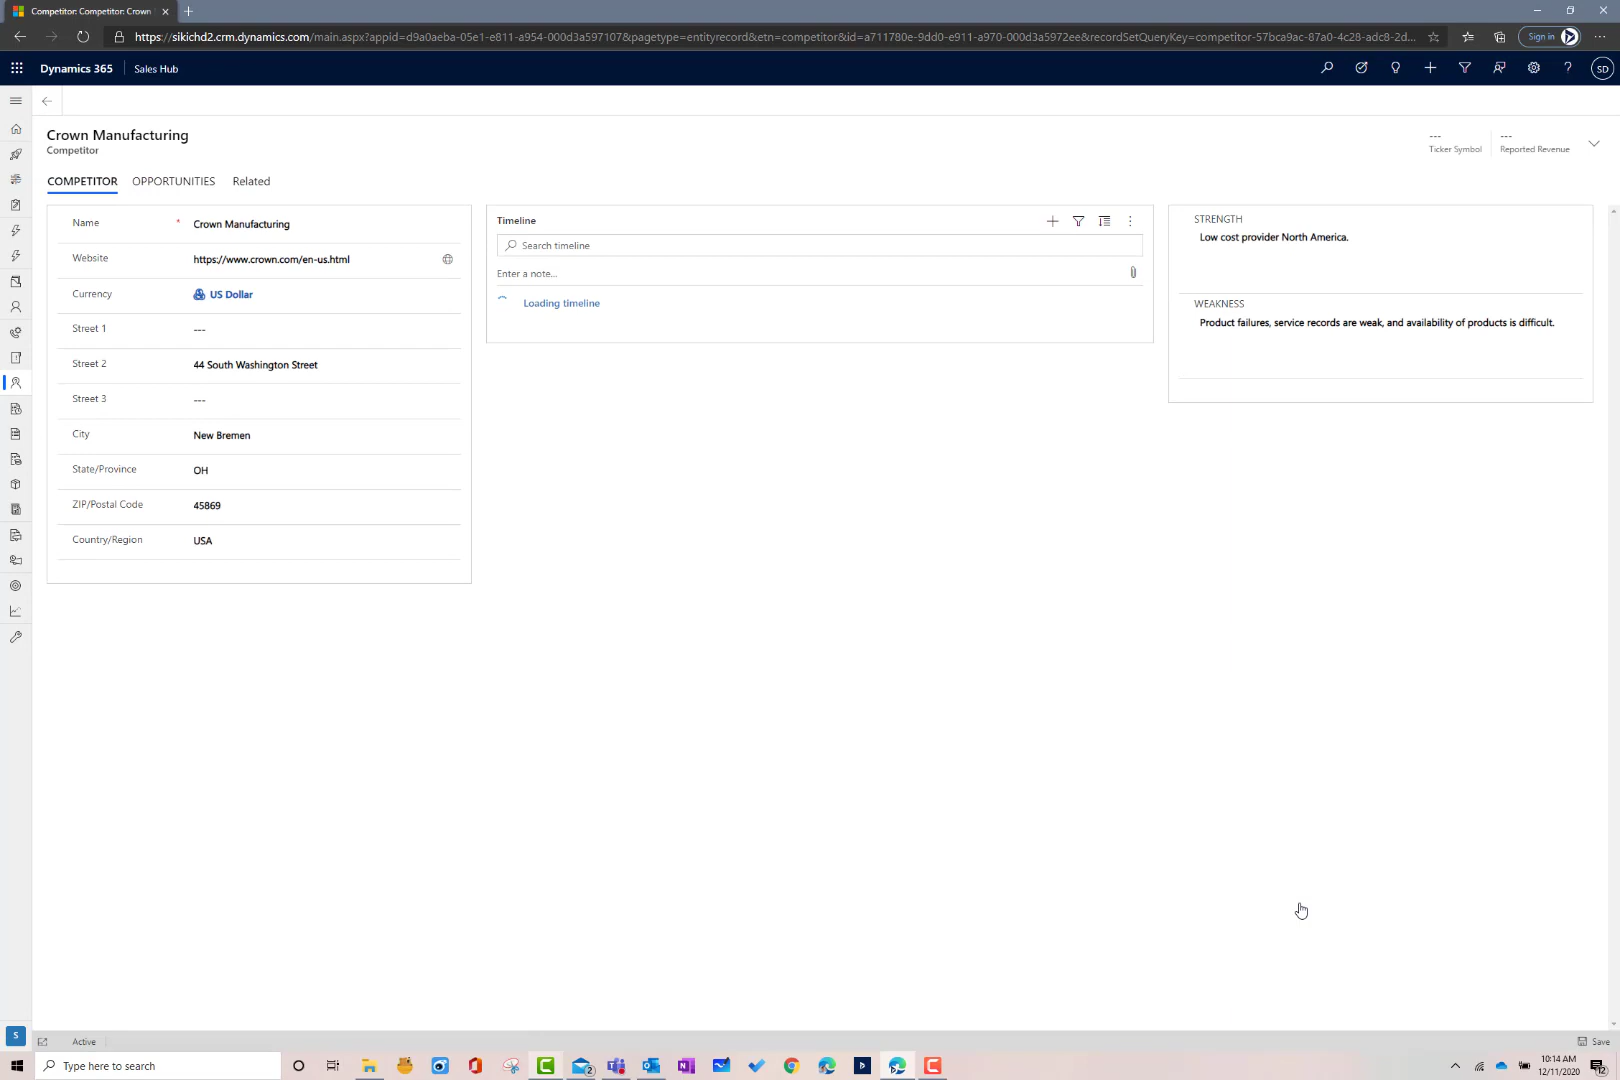 Competitor: Competitor: Crown
https://sikichd2.crm.dynamics.com/main.aspx?appid=d9a0aeba-05e1-e811-a954-000d3a597107&pagetype=entityrecord&etn=competitor&id=a711780e-9dd0-e911-a970-000d3a5972ee&recordSetQueryKey=competitor-57bca9ac-87a0-4c28-adc8-2d...
Sign in
Dynamics 365
Sales Hub
SD
Crown Manufacturing
Competitor
---
Ticker Symbol
---
Reported Revenue
COMPETITOR
OPPORTUNITIES
Related
Name
*
Crown Manufacturing
Website
https://www.crown.com/en-us.html
Currency
US Dollar
Street 1
---
Street 2
44 South Washington Street
Street 3
---
City
New Bremen
State/Province
OH
ZIP/Postal Code
45869
Country/Region
USA
Timeline
Search timeline
Enter a note...
Loading timeline
STRENGTH
Low cost provider North America.
WEAKNESS
Product failures, service records are weak, and availability of products is difficult.
S
Active
Save
Type here to search
2
10:14 AM
12/11/2020
12